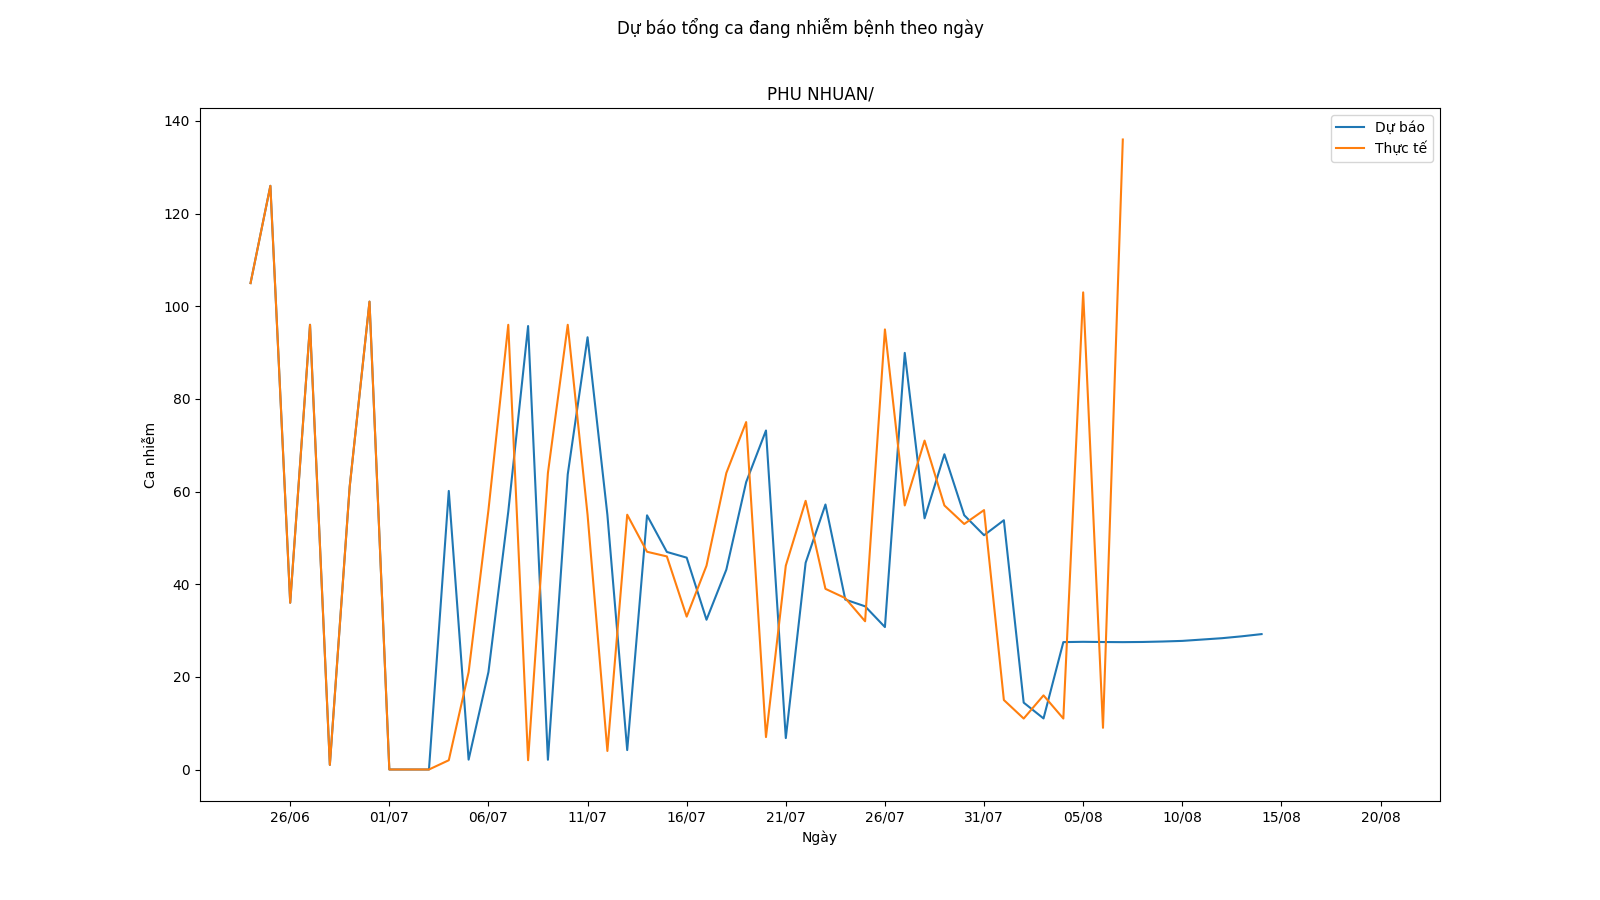 Dự báo tổng ca đang nhiễm bệnh theo ngày
PHU NHUAN/
Dự báo
Thực tế
Ca nhiễm
140
120
100
80
60
40
20
0
26/06 01/07 06/07 11/07 16/07 21/07 26/07 31/07 05/08 10/08 15/08 20/08
Ngày